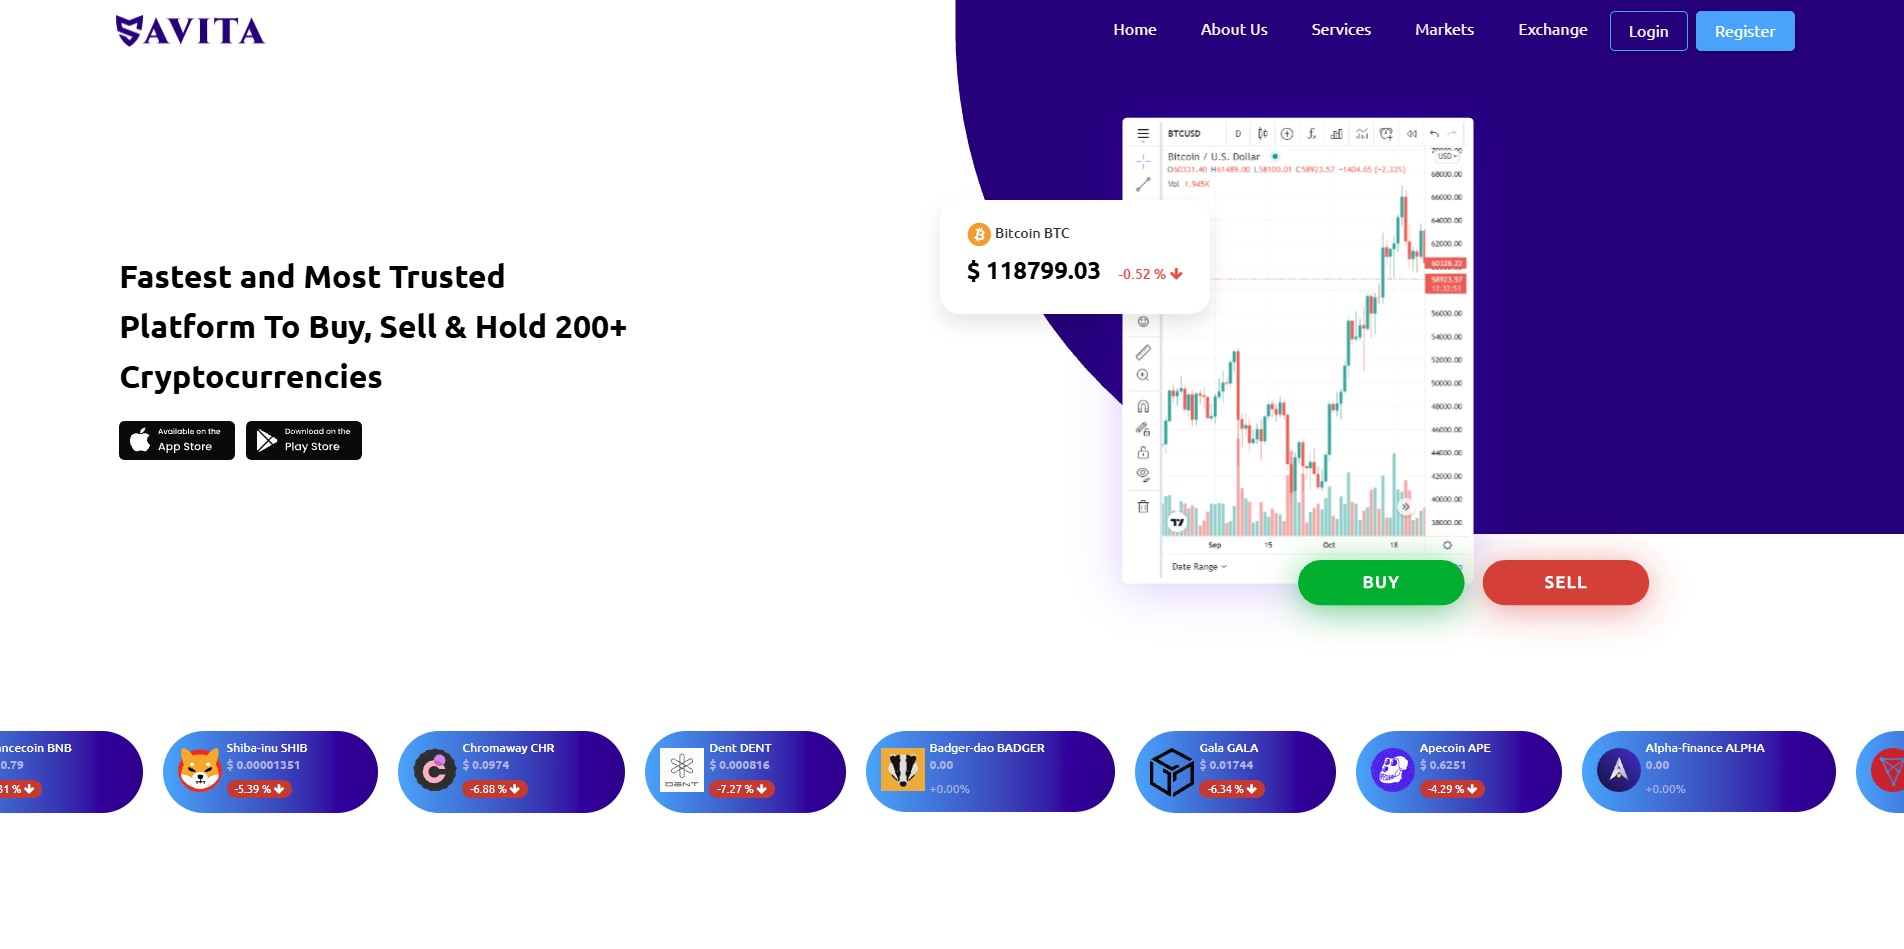 SAVITA
Home
About Us
Services
Markets
Exchange
Login
Register
Fastest and Most Trusted
Platform To Buy, Sell & Hold 200+
Cryptocurrencies
Available on the
App Store
Download on the
Play Store
BTCUSD
D
Bitcoin / U.S. Dollar
O60331.40 H61489.00 L58100.01 C58923.57 −1404.65 (−2.33%)
Vol 1.945K
USD
68000.00
66000.00
64000.00
62000.00
60328.22
58923.57
12:32:53
56000.00
54000.00
52000.00
50000.00
48000.00
46000.00
44000.00
42000.00
40000.00
38000.00
Sep
15
Oct
18
Date Range
Bitcoin BTC
$ 118799.03
-0.52 %
BUY
SELL
ancecoin BNB
0.79
31 %
Shiba-inu SHIB
$ 0.00001351
-5.39 %
Chromaway CHR
$ 0.0974
-6.88 %
DENT
Dent DENT
$ 0.000816
-7.27 %
Badger-dao BADGER
0.00
+0.00%
Gala GALA
$ 0.01744
-6.34 %
Apecoin APE
$ 0.6251
-4.29 %
Alpha-finance ALPHA
0.00
+0.00%